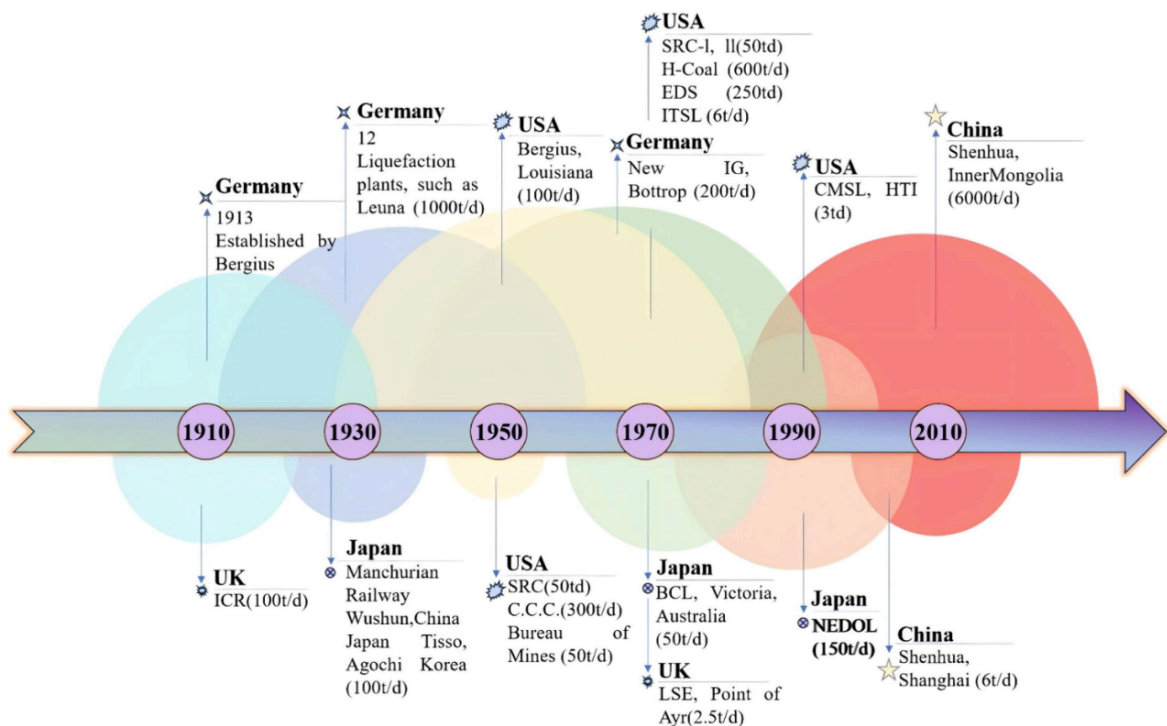 USA
SRC-l, ll(50td)
H-Coal (600t/d)
EDS (250td)
ITSL (6t/d)
Germany
12
Liquefaction
plants, such as
Leuna (1000t/d)
USA
Bergius,
Louisiana
(100t/d)
Germany
New IG,
Bottrop (200t/d)
China
Shenhua,
InnerMongolia
(6000t/d)
USA
CMSL, HTI
(3td)
Germany
1913
Established by
Bergius
1910
1930
1950
1970
1990
2010
UK
ICR(100t/d)
Japan
Manchurian
Railway
Wushun,China
Japan Tisso,
Agochi Korea
(100t/d)
USA
SRC(50td)
C.C.C.(300t/d)
Bureau of
Mines (50t/d)
Japan
BCL, Victoria,
Australia
(50t/d)
UK
LSE, Point of
Ayr(2.5t/d)
Japan
NEDOL
(150t/d)
China
Shenhua,
Shanghai (6t/d)